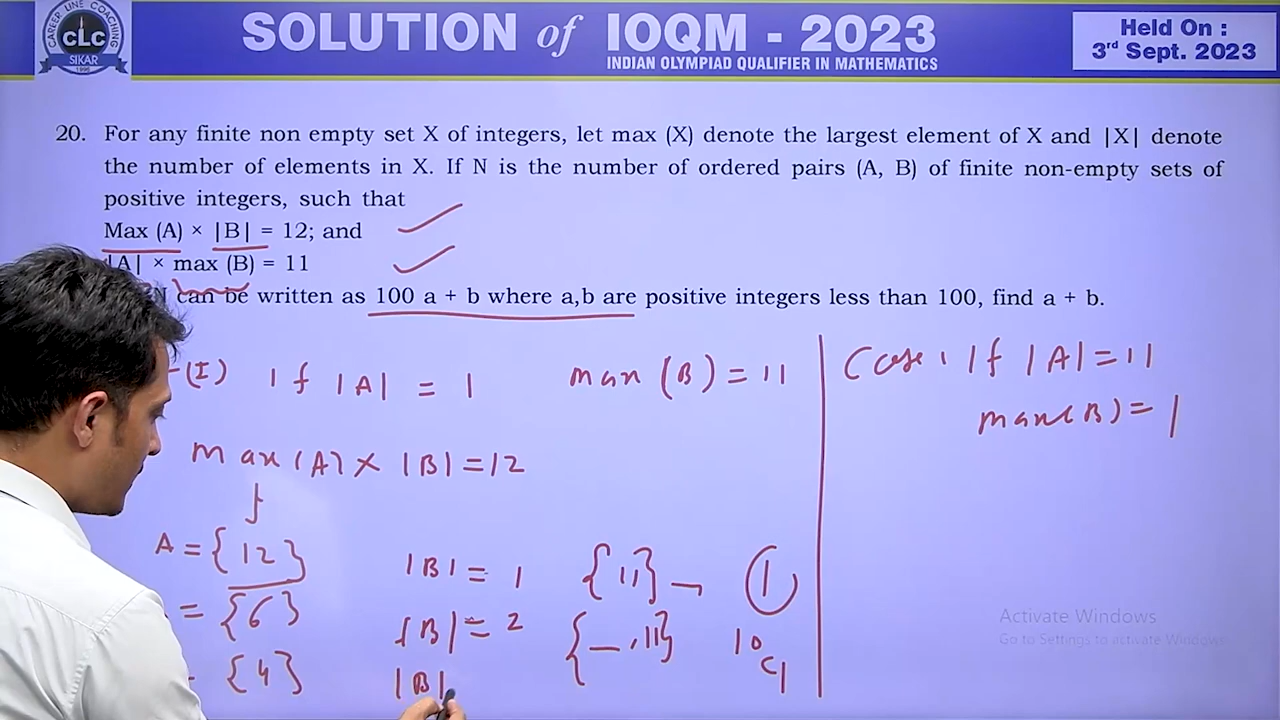 CAREER LINE COACHING
CLC
SIKAR
1996
SOLUTION of IOQM - 2023
INDIAN OLYMPIAD QUALIFIER IN MATHEMATICS
Held On :
3rd Sept. 2023
20. For any finite non empty set X of integers, let max (X) denote the largest element of X and |X| denote
the number of elements in X. If N is the number of ordered pairs (A, B) of finite non-empty sets of
positive integers, such that
Max (A) × |B| = 12; and
|A| × max (B) = 11
N can be written as 100 a + b where a,b are positive integers less than 100, find a + b.
-(I) If |A| = 1 max (B) = 11
max (A) × |B| = 12
A = {12} |B| = 1 {11} → 1
= {6} |B| = 2 {—, 11} 10C1
{4} |B|
Case: If |A| = 11
max(B) = 1
Activate Windows
Go to Settings to activate Windows